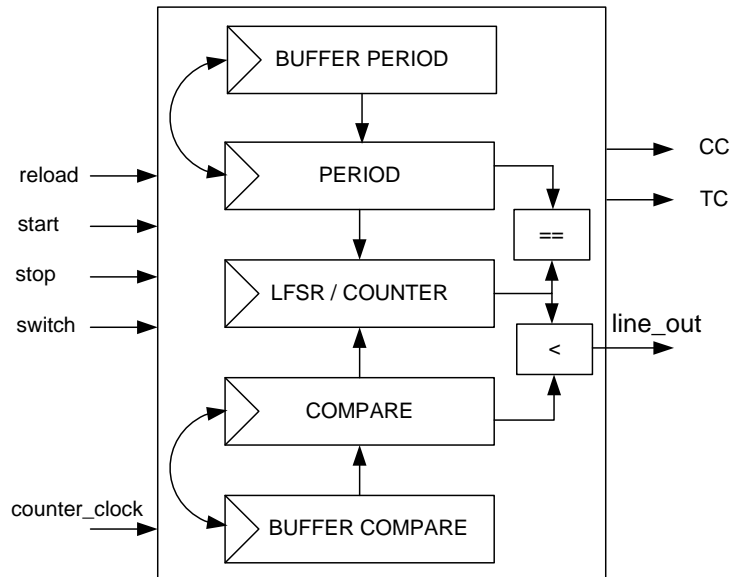 BUFFER PERIOD
PERIOD
LFSR / COUNTER
COMPARE
BUFFER COMPARE
==
<
reload
start
stop
switch
counter_clock
CC
TC
line_out